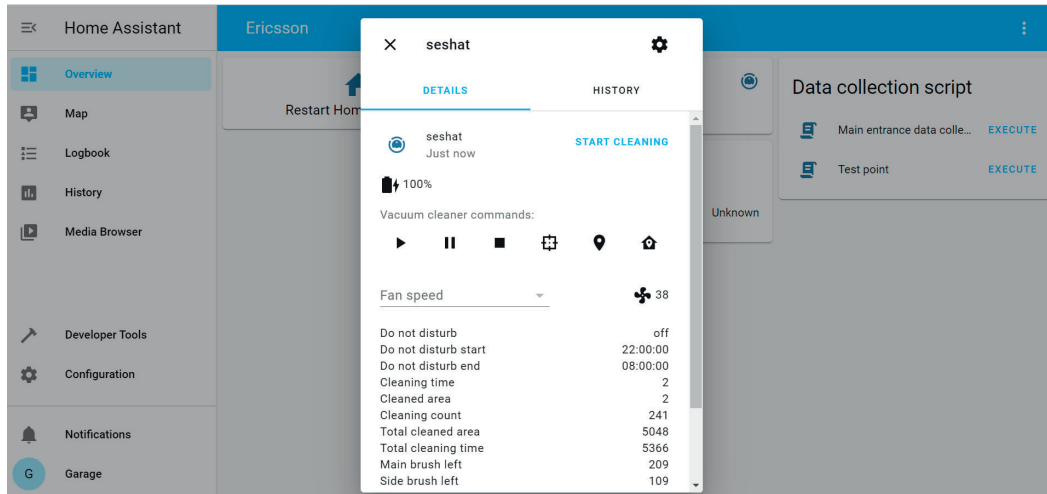 Home Assistant
Overview
Map
Logbook
History
Media Browser
Developer Tools
Configuration
Notifications
G Garage
Ericsson
Restart Hom
seshat
DETAILS HISTORY
seshat
Just now
START CLEANING
100%
Vacuum cleaner commands:
Fan speed 38
Do not disturb off
Do not disturb start 22:00:00
Do not disturb end 08:00:00
Cleaning time 2
Cleaned area 2
Cleaning count 241
Total cleaned area 5048
Total cleaning time 5366
Main brush left 209
Side brush left 109
Unknown
Data collection script
Main entrance data colle... EXECUTE
Test point EXECUTE